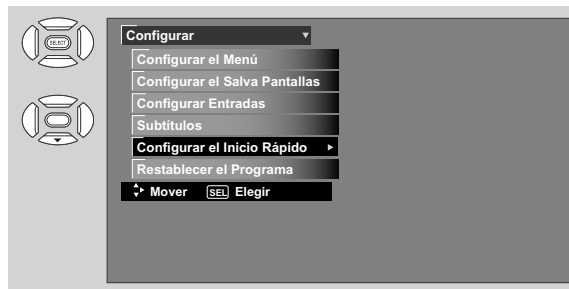 SELECT
Configurar
Configurar el Menú
Configurar el Salva Pantallas
Configurar Entradas
Subtítulos
Configurar el Inicio Rápido
Restablecer el Programa
Mover SEL Elegir